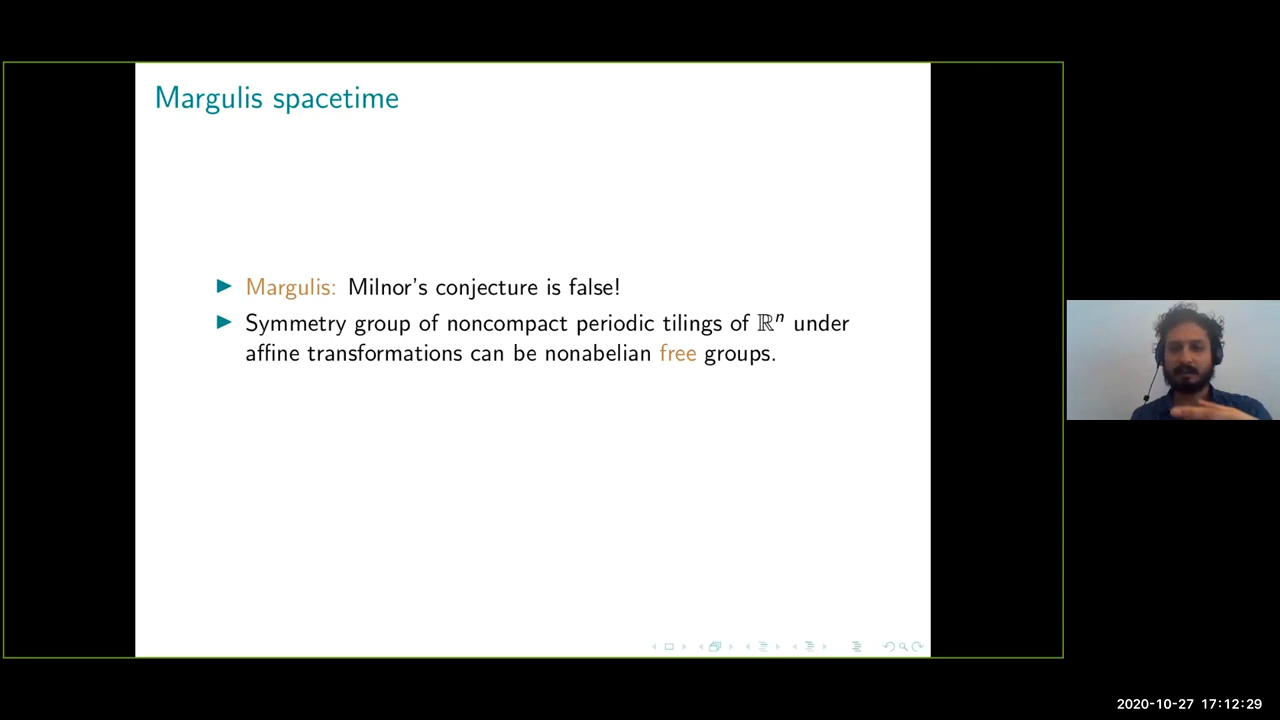 Margulis spacetime
▶ Margulis: Milnor's conjecture is false!
▶ Symmetry group of noncompact periodic tilings of ℝⁿ under
affine transformations can be nonabelian free groups.
2020-10-27 17:12:29